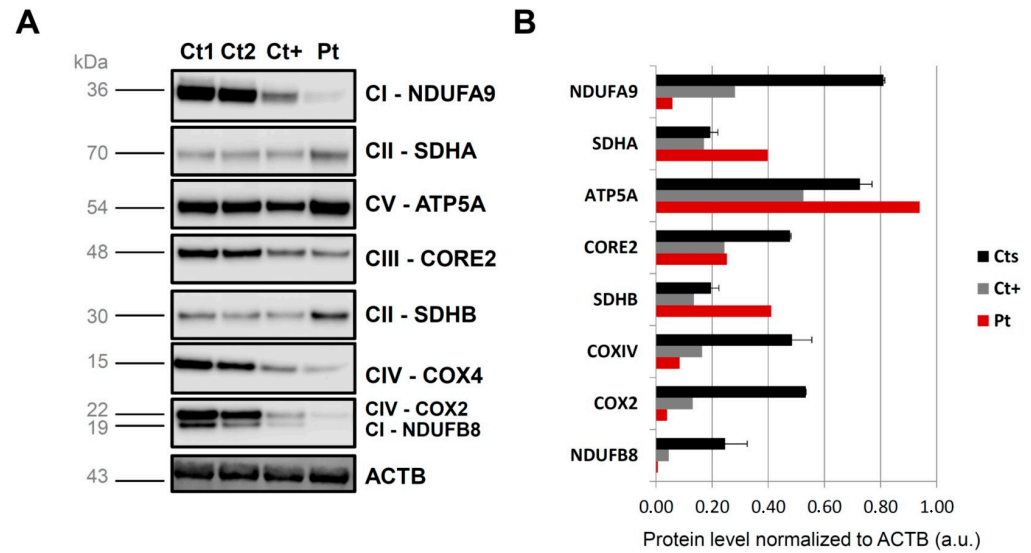 A
Ct1 Ct2 Ct+ Pt
kDa
36 CI - NDUFA9
70 CII - SDHA
54 CV - ATP5A
48 CIII - CORE2
30 CII - SDHB
15 CIV - COX4
22 CIV - COX2
19 CI - NDUFB8
43 ACTB
B
NDUFA9
SDHA
ATP5A
CORE2
SDHB
COXIV
COX2
NDUFB8
0.00 0.20 0.40 0.60 0.80 1.00
Protein level normalized to ACTB (a.u.)
Cts
Ct+
Pt